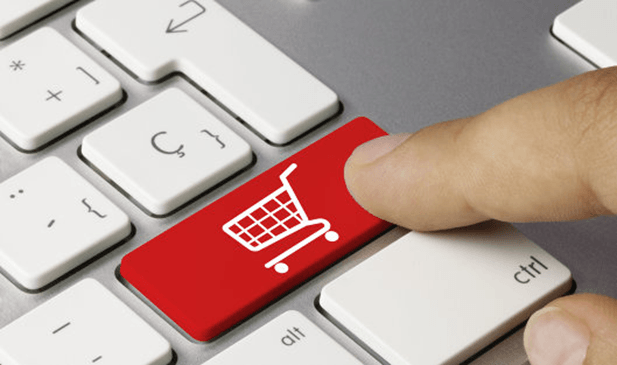 * ]
+
Ç }
¨ {
´
_
-
alt
ctrl